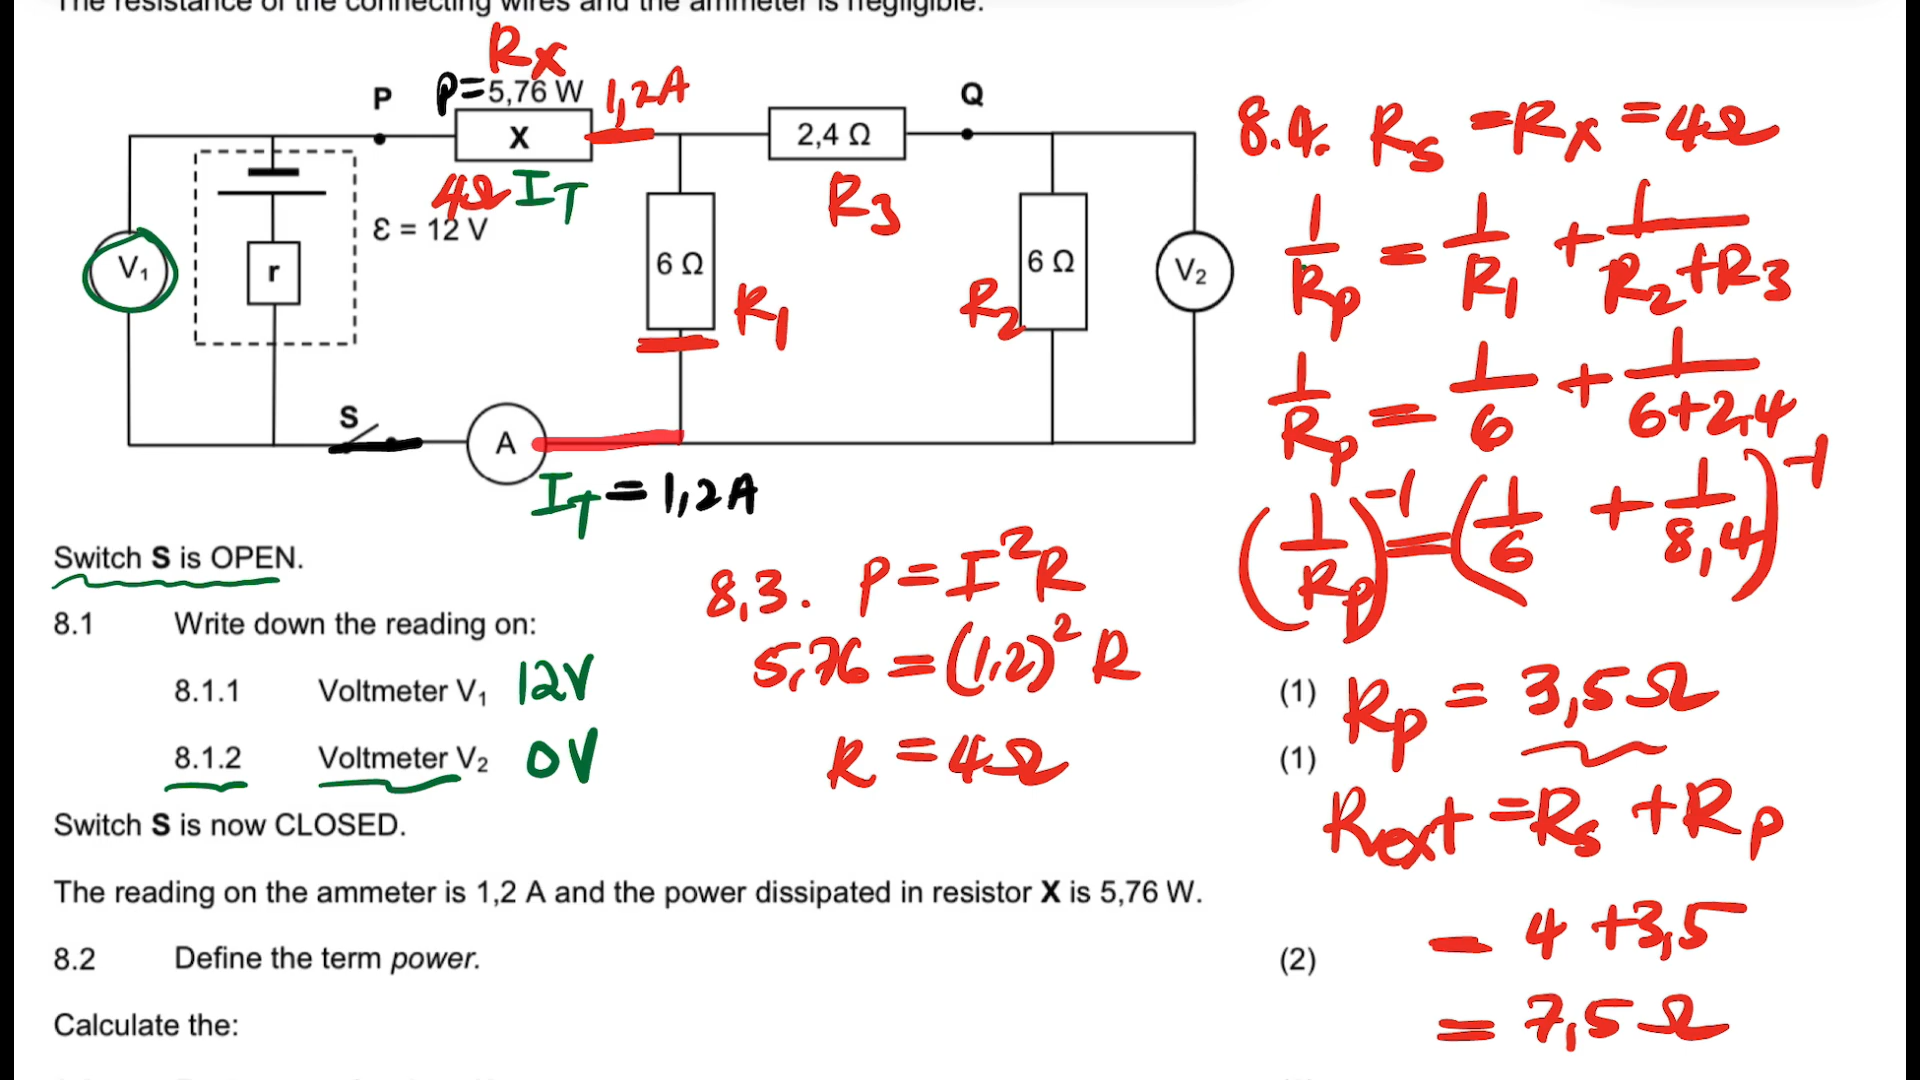 The resistance of the connecting wires and the ammeter is negligible.
Rx
P=5,76 W
1,2A
P
X
4Ω IT
2,4 Ω
R3
Q
ℰ = 12 V
V1
r
6 Ω
R1
6 Ω
R2
V2
S
A
IT = 1,2A
Switch S is OPEN.
8.1 Write down the reading on:
8.1.1 Voltmeter V1 12V (1)
8.1.2 Voltmeter V2 0V (1)
Switch S is now CLOSED.
The reading on the ammeter is 1,2 A and the power dissipated in resistor X is 5,76 W.
8.2 Define the term power. (2)
Calculate the:
8,3. P = I²R
5,76 = (1,2)² R
R = 4Ω
8.4. Rs = Rx = 4Ω
1/Rp = 1/R1 + 1/R2+R3
1/Rp = 1/6 + 1/6+2,4
(1/Rp)⁻¹ = (1/6 + 1/8,4)⁻¹
Rp = 3,5Ω
Rext = Rs + Rp
= 4 + 3,5
= 7,5Ω